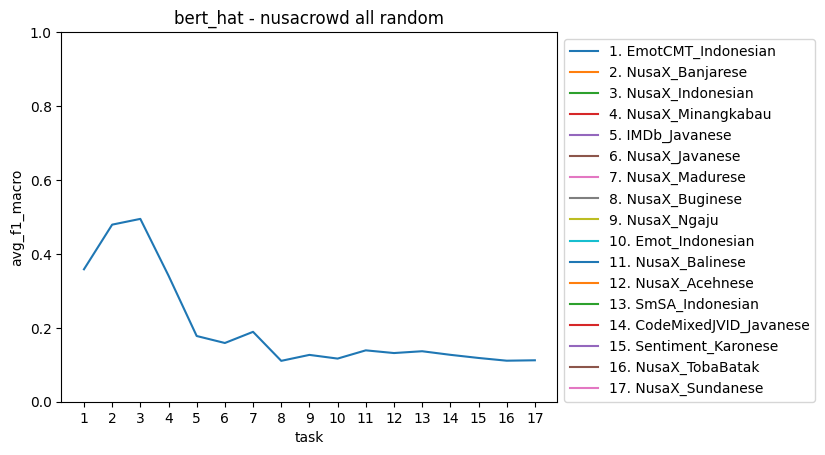 bert_hat - nusacrowd all random
1.0
0.8
0.6
0.4
0.2
0.0
avg_f1_macro
1 2 3 4 5 6 7 8 9 10 11 12 13 14 15 16 17
task
1. EmotCMT_Indonesian
2. NusaX_Banjarese
3. NusaX_Indonesian
4. NusaX_Minangkabau
5. IMDb_Javanese
6. NusaX_Javanese
7. NusaX_Madurese
8. NusaX_Buginese
9. NusaX_Ngaju
10. Emot_Indonesian
11. NusaX_Balinese
12. NusaX_Acehnese
13. SmSA_Indonesian
14. CodeMixedJVID_Javanese
15. Sentiment_Karonese
16. NusaX_TobaBatak
17. NusaX_Sundanese